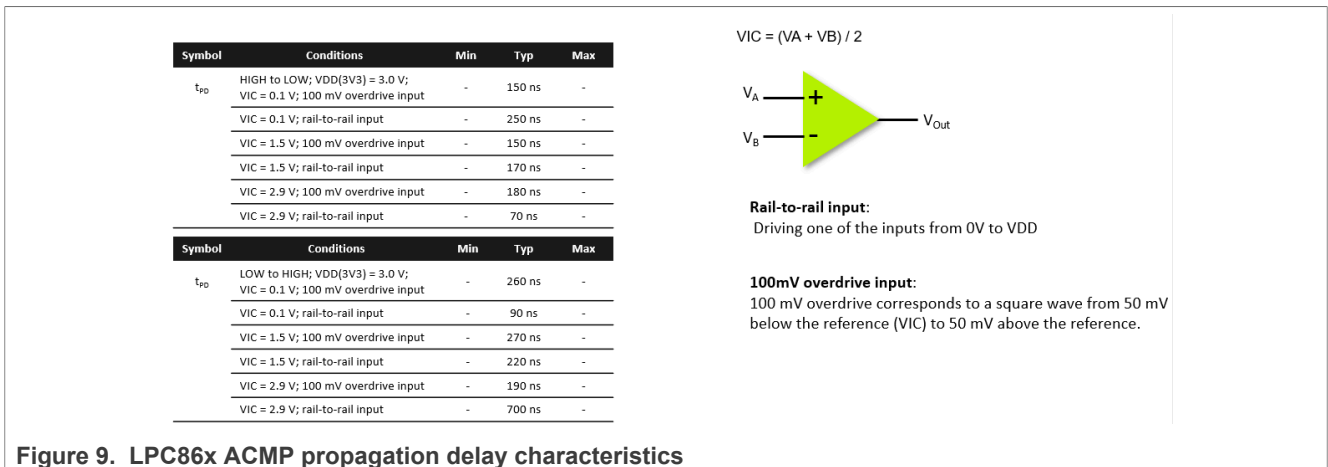 Symbol Conditions Min Typ Max
tPD HIGH to LOW; VDD(3V3) = 3.0 V;
VIC = 0.1 V; 100 mV overdrive input - 150 ns -
VIC = 0.1 V; rail-to-rail input - 250 ns -
VIC = 1.5 V; 100 mV overdrive input - 150 ns -
VIC = 1.5 V; rail-to-rail input - 170 ns -
VIC = 2.9 V; 100 mV overdrive input - 180 ns -
VIC = 2.9 V; rail-to-rail input - 70 ns -
Symbol Conditions Min Typ Max
tPD LOW to HIGH; VDD(3V3) = 3.0 V;
VIC = 0.1 V; 100 mV overdrive input - 260 ns -
VIC = 0.1 V; rail-to-rail input - 90 ns -
VIC = 1.5 V; 100 mV overdrive input - 270 ns -
VIC = 1.5 V; rail-to-rail input - 220 ns -
VIC = 2.9 V; 100 mV overdrive input - 190 ns -
VIC = 2.9 V; rail-to-rail input - 700 ns -
VIC = (VA + VB) / 2
VA +
VOut
VB -
Rail-to-rail input:
Driving one of the inputs from 0V to VDD
100mV overdrive input:
100 mV overdrive corresponds to a square wave from 50 mV
below the reference (VIC) to 50 mV above the reference.
Figure 9. LPC86x ACMP propagation delay characteristics